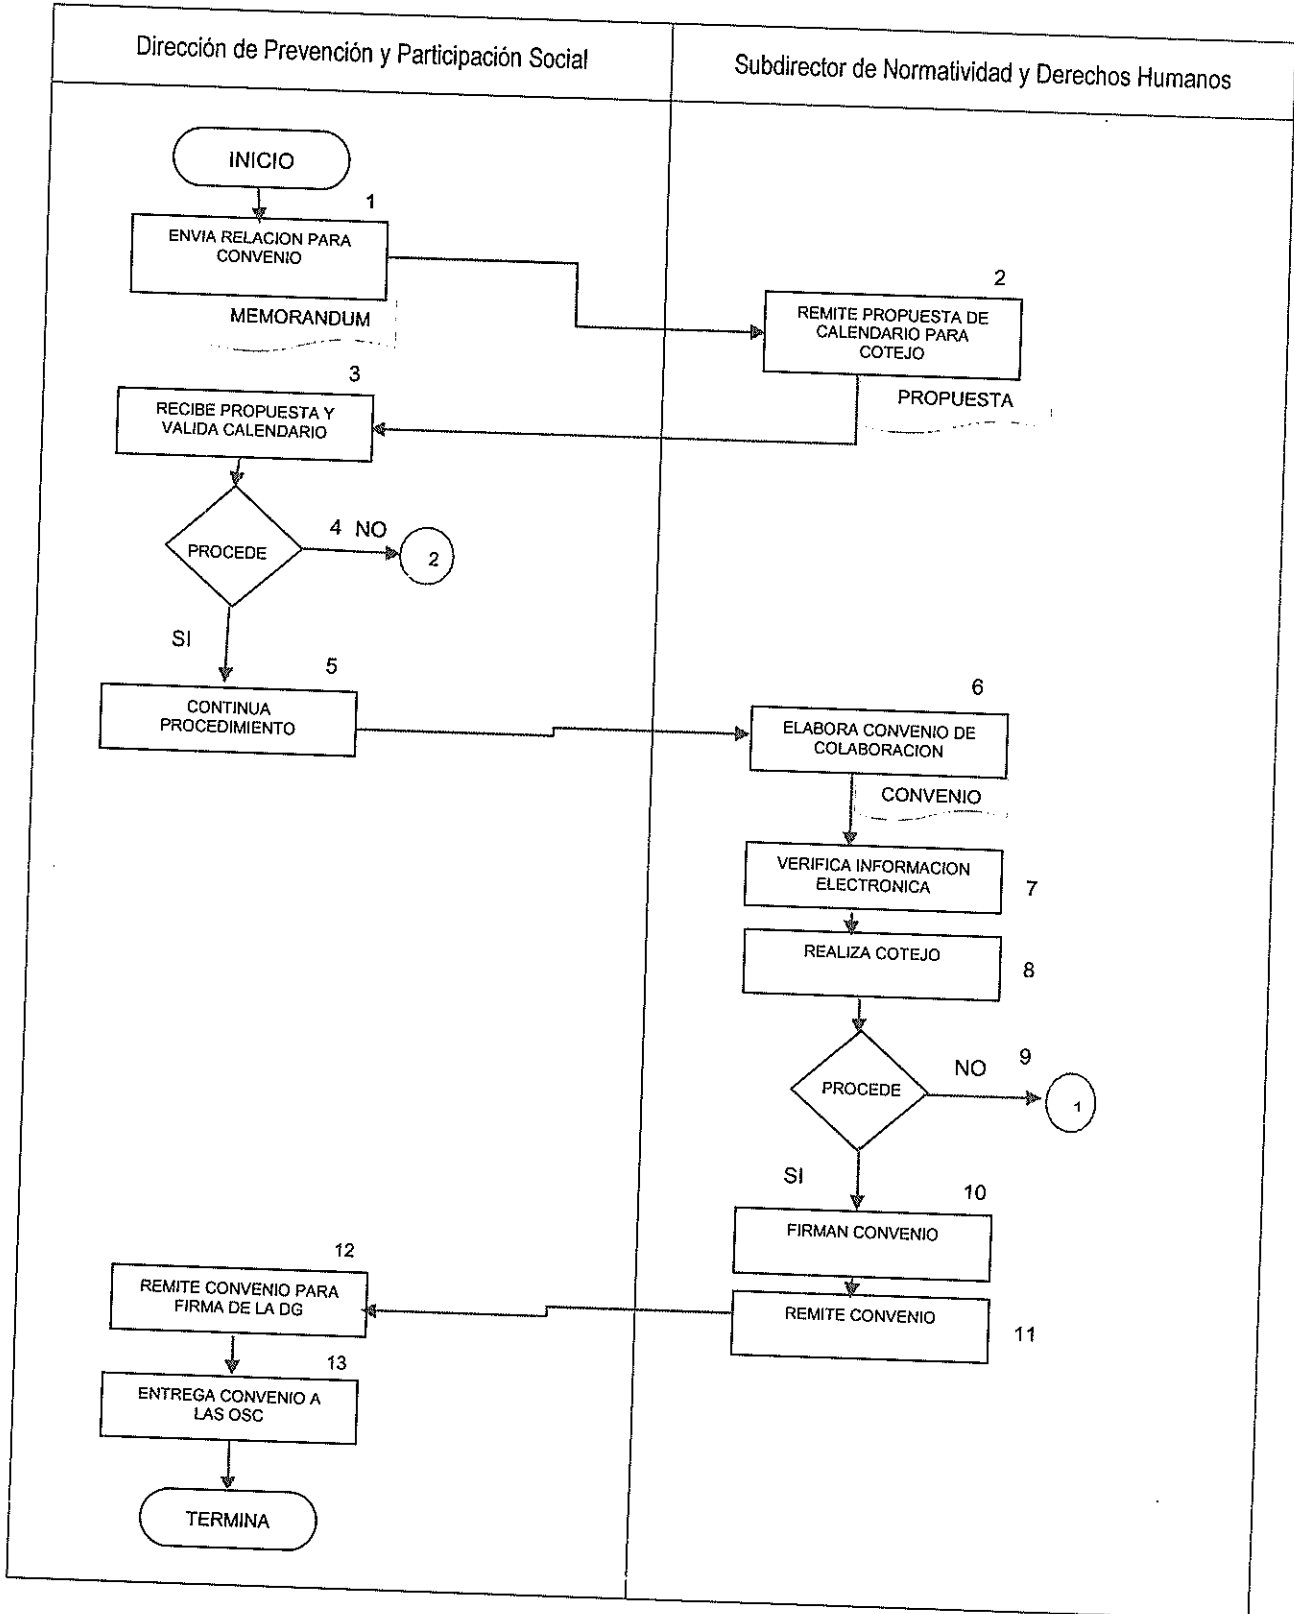 Dirección de Prevención y Participación Social
Subdirector de Normatividad y Derechos Humanos
INICIO
1
ENVIA RELACION PARA
CONVENIO
MEMORANDUM
2
REMITE PROPUESTA DE
CALENDARIO PARA
COTEJO
PROPUESTA
3
RECIBE PROPUESTA Y
VALIDA CALENDARIO
PROCEDE
4 NO
2
SI
5
CONTINUA
PROCEDIMIENTO
6
ELABORA CONVENIO DE
COLABORACION
CONVENIO
VERIFICA INFORMACION
ELECTRONICA
7
REALIZA COTEJO
8
PROCEDE
NO 9
1
SI
10
FIRMAN CONVENIO
REMITE CONVENIO
11
12
REMITE CONVENIO PARA
FIRMA DE LA DG
13
ENTREGA CONVENIO A
LAS OSC
TERMINA